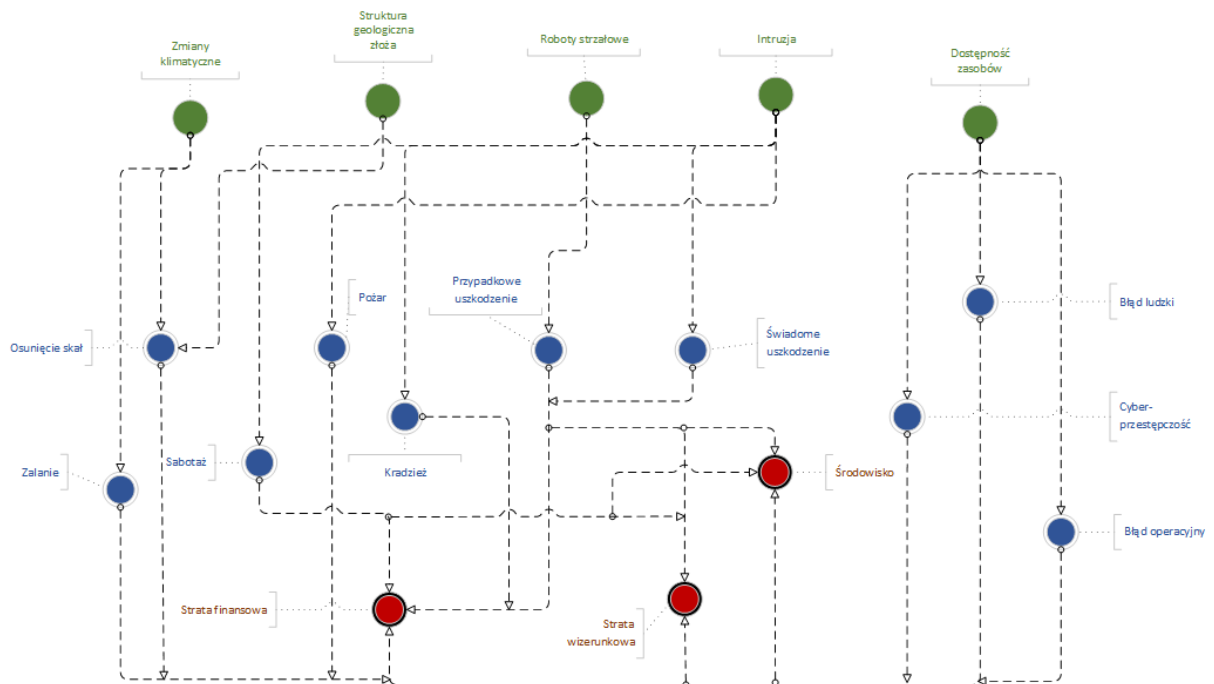 Zmiany
klimatyczne
Struktura
geologiczna
złoża
Roboty strzałowe
Intruzja
Dostępność
zasobów
Osunięcie skał
Pożar
Przypadkowe
uszkodzenie
Świadome
uszkodzenie
Błąd ludzki
Zalanie
Sabotaż
Kradzież
Środowisko
Cyber-
przestępczość
Błąd operacyjny
Strata finansowa
Strata
wizerunkowa